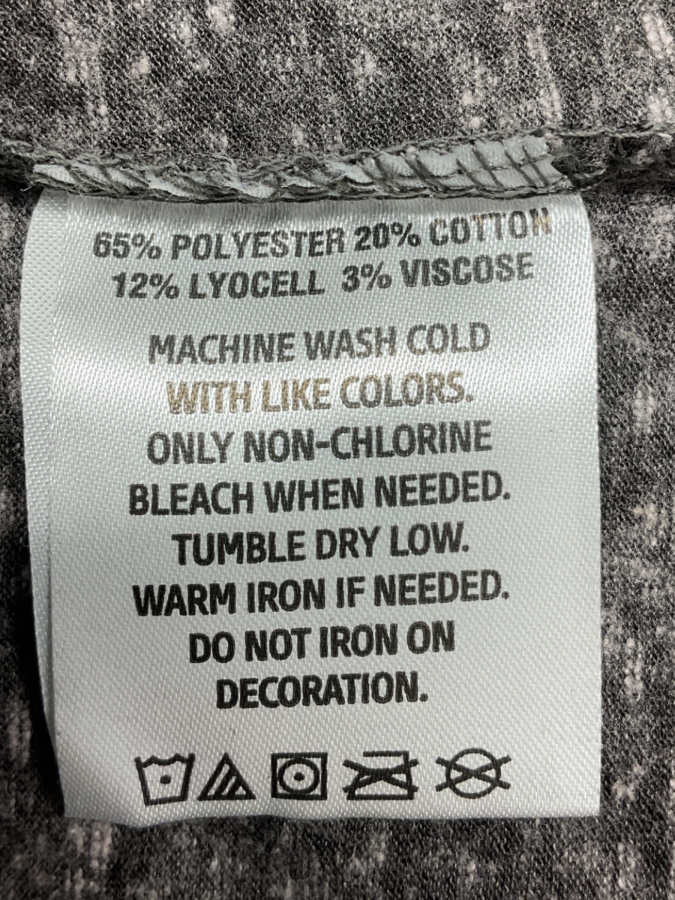 65% POLYESTER 20% COTTON
12% LYOCELL 3% VISCOSE
MACHINE WASH COLD
WITH LIKE COLORS.
ONLY NON-CHLORINE
BLEACH WHEN NEEDED.
TUMBLE DRY LOW.
WARM IRON IF NEEDED.
DO NOT IRON ON
DECORATION.